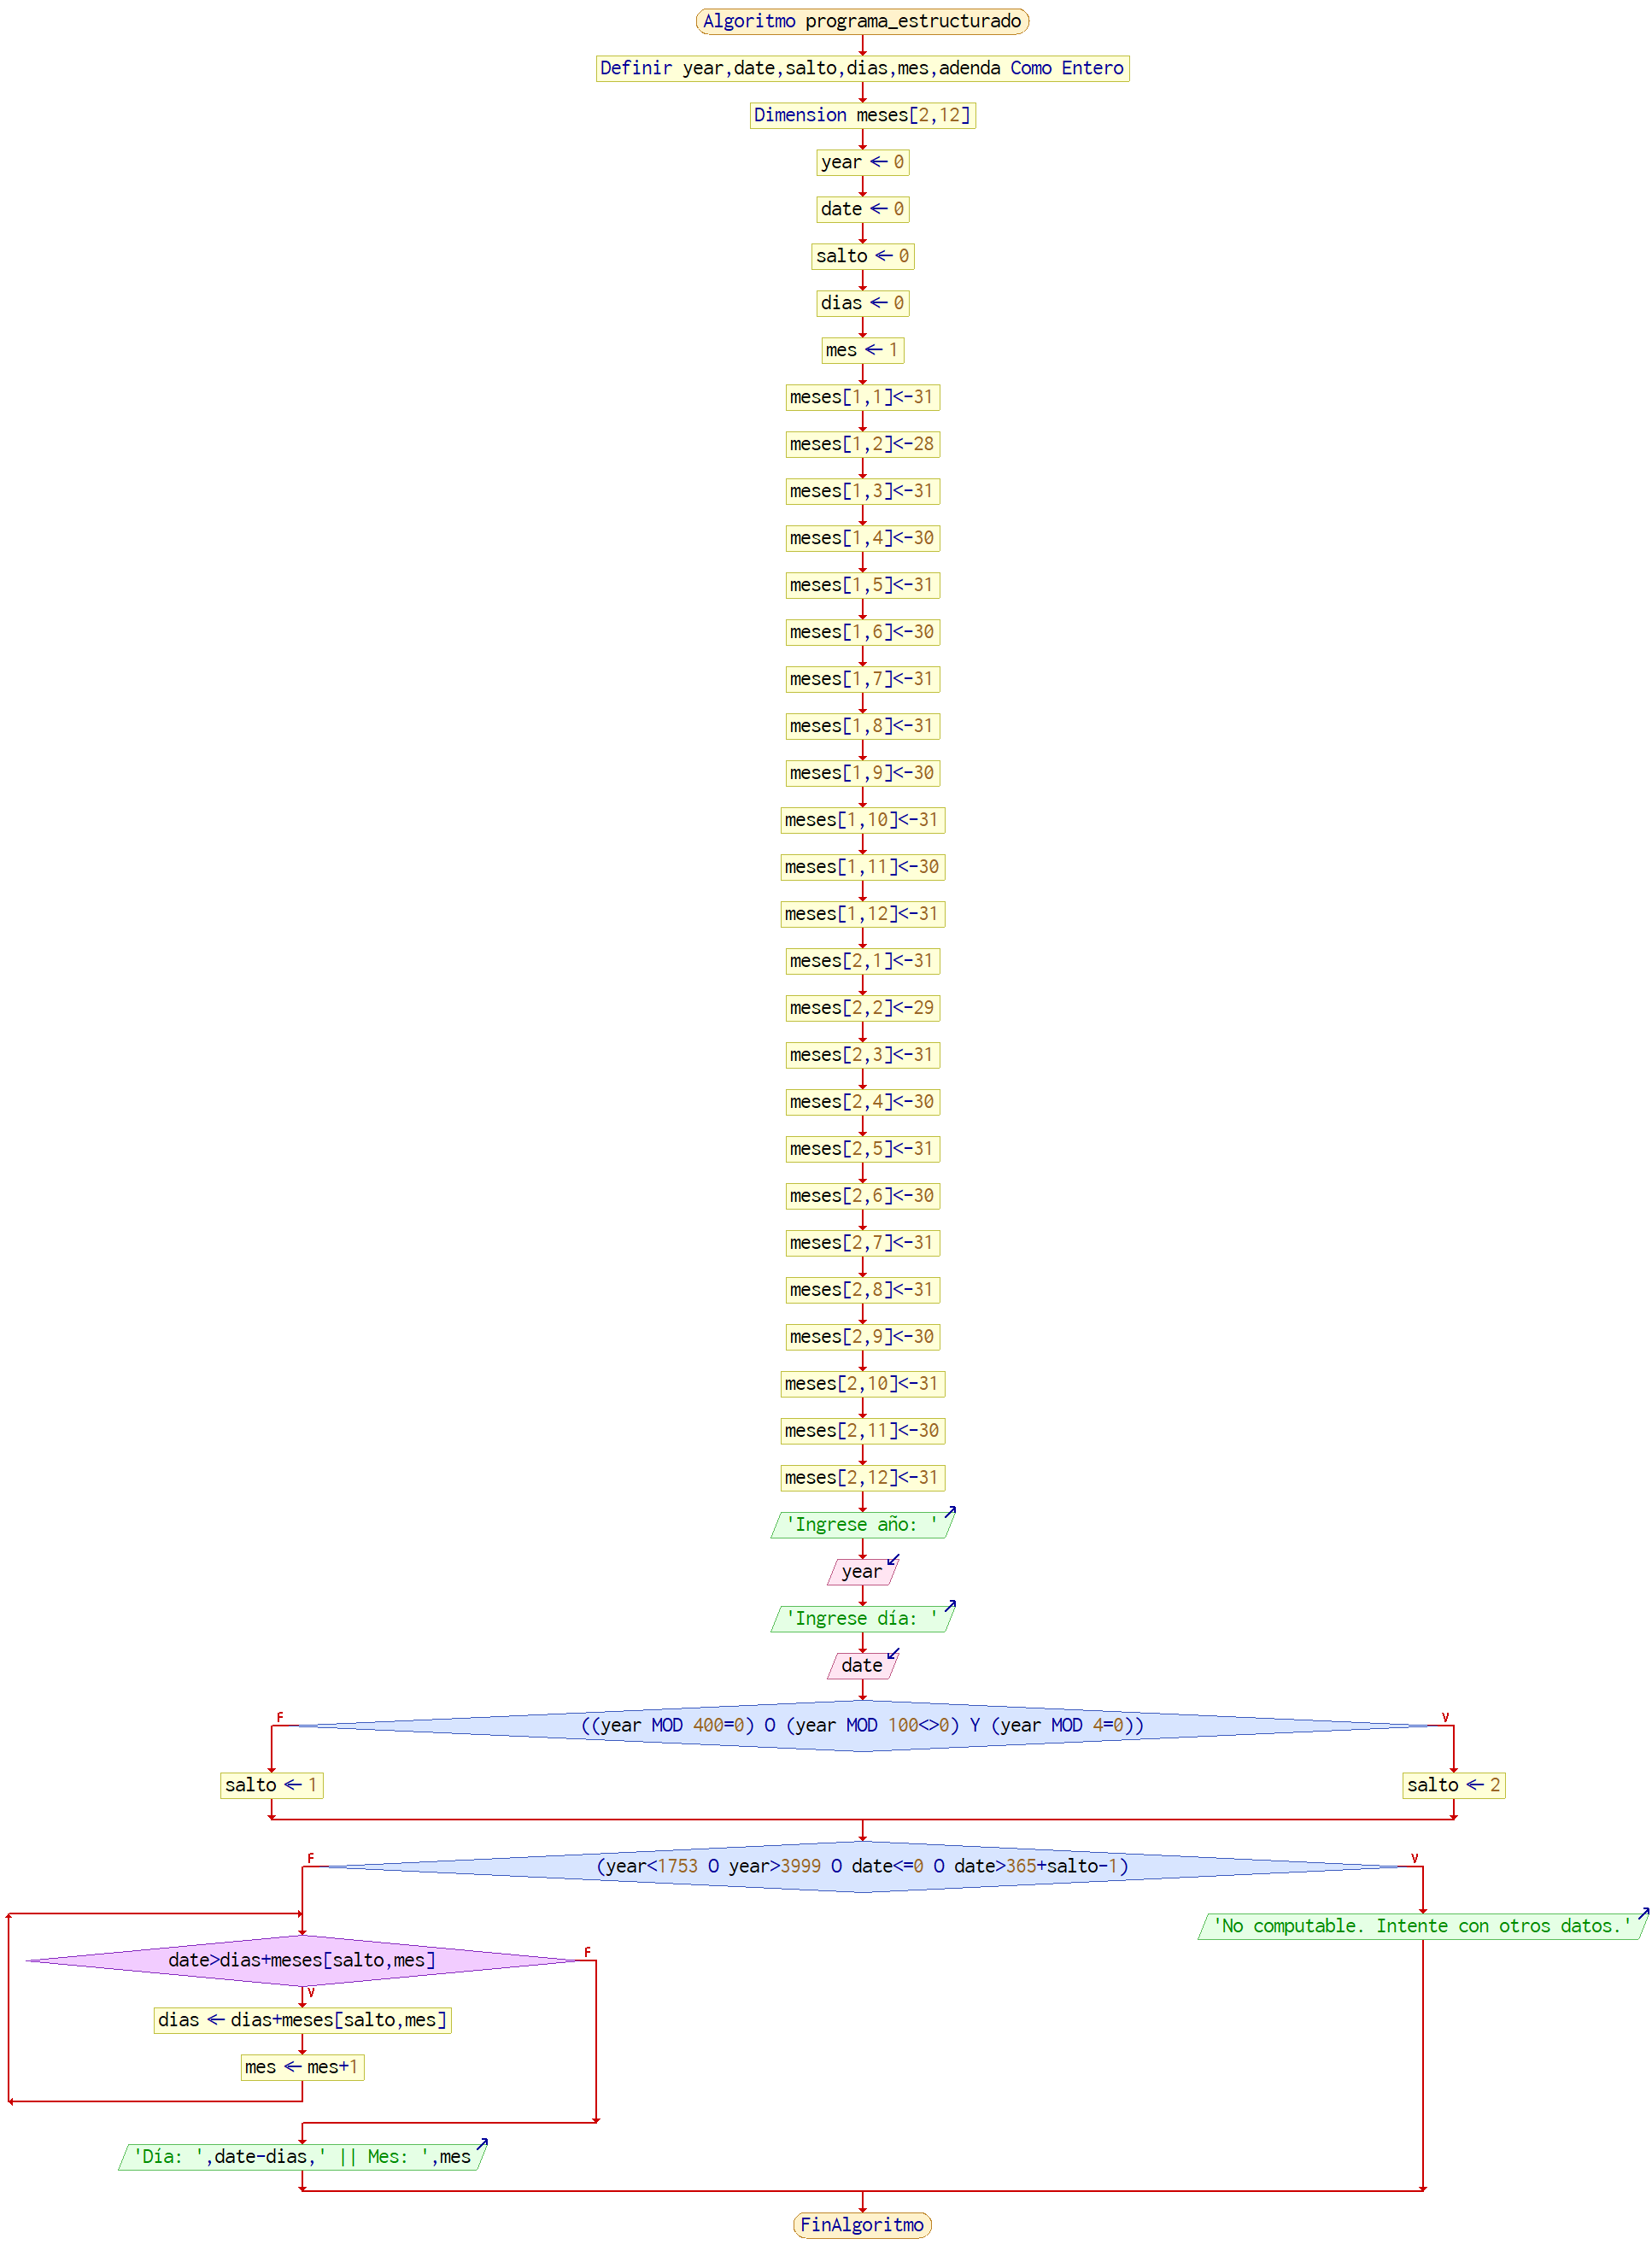 Algoritmo programa_estructurado
Definir year,date,salto,dias,mes,adenda Como Entero
Dimension meses[2,12]
year ← 0
date ← 0
salto ← 0
dias ← 0
mes ← 1
meses[1,1]<-31
meses[1,2]<-28
meses[1,3]<-31
meses[1,4]<-30
meses[1,5]<-31
meses[1,6]<-30
meses[1,7]<-31
meses[1,8]<-31
meses[1,9]<-30
meses[1,10]<-31
meses[1,11]<-30
meses[1,12]<-31
meses[2,1]<-31
meses[2,2]<-29
meses[2,3]<-31
meses[2,4]<-30
meses[2,5]<-31
meses[2,6]<-30
meses[2,7]<-31
meses[2,8]<-31
meses[2,9]<-30
meses[2,10]<-31
meses[2,11]<-30
meses[2,12]<-31
'Ingrese año: '
year
'Ingrese día: '
date
F
((year MOD 400=0) O (year MOD 100<>0) Y (year MOD 4=0))
V
salto ← 1
salto ← 2
F
(year<1753 O year>3999 O date<=0 O date>365+salto-1)
V
'No computable. Intente con otros datos.'
date>dias+meses[salto,mes]
F
V
dias ← dias+meses[salto,mes]
mes ← mes+1
'Día: ',date-dias,' || Mes: ',mes
FinAlgoritmo